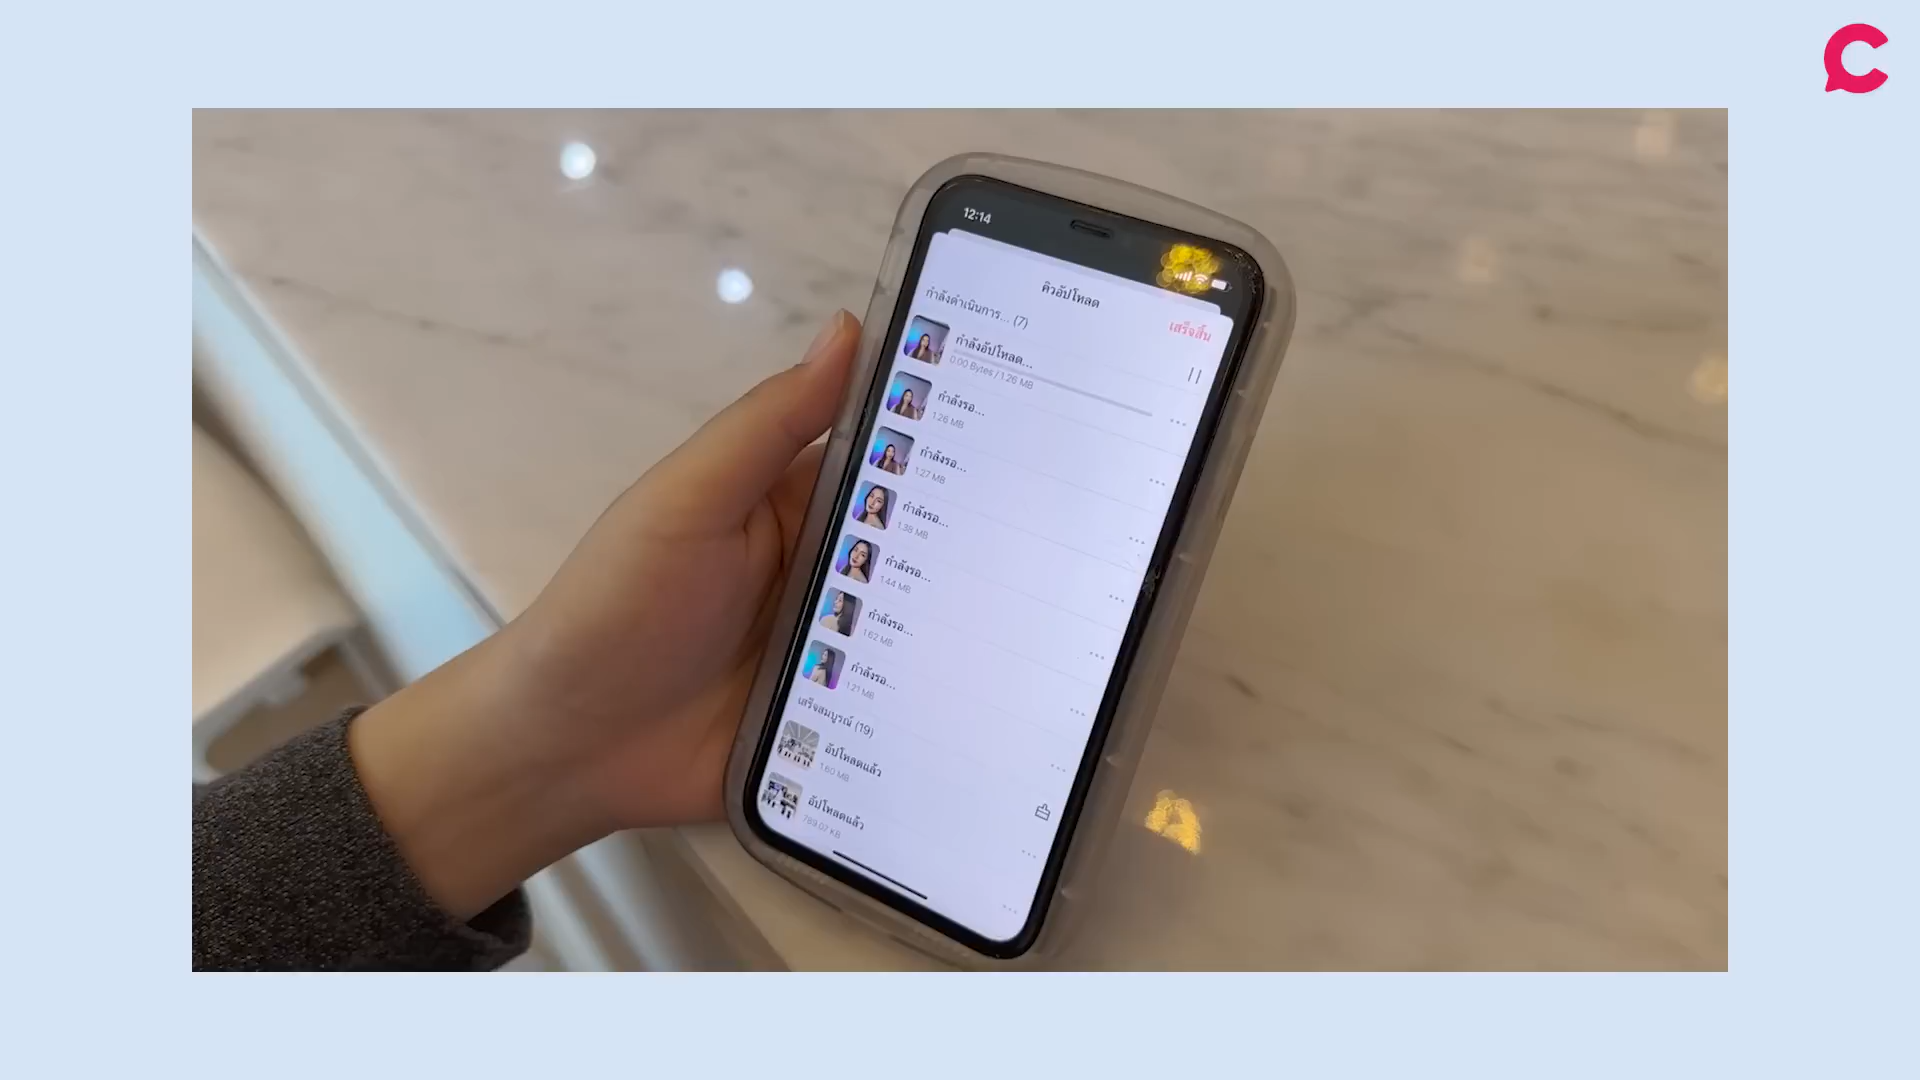 12:14
คิวอัปโหลด
กำลังดำเนินการ... (7)
เสร็จสิ้น
กำลังอัปโหลด...
0.00 Bytes / 1.26 MB
กำลังรอ...
1.26 MB
กำลังรอ...
1.27 MB
กำลังรอ...
1.38 MB
กำลังรอ...
1.44 MB
กำลังรอ...
1.62 MB
กำลังรอ...
1.21 MB
เสร็จสมบูรณ์ (19)
อัปโหลดแล้ว
1.60 MB
อัปโหลดแล้ว
789.07 KB